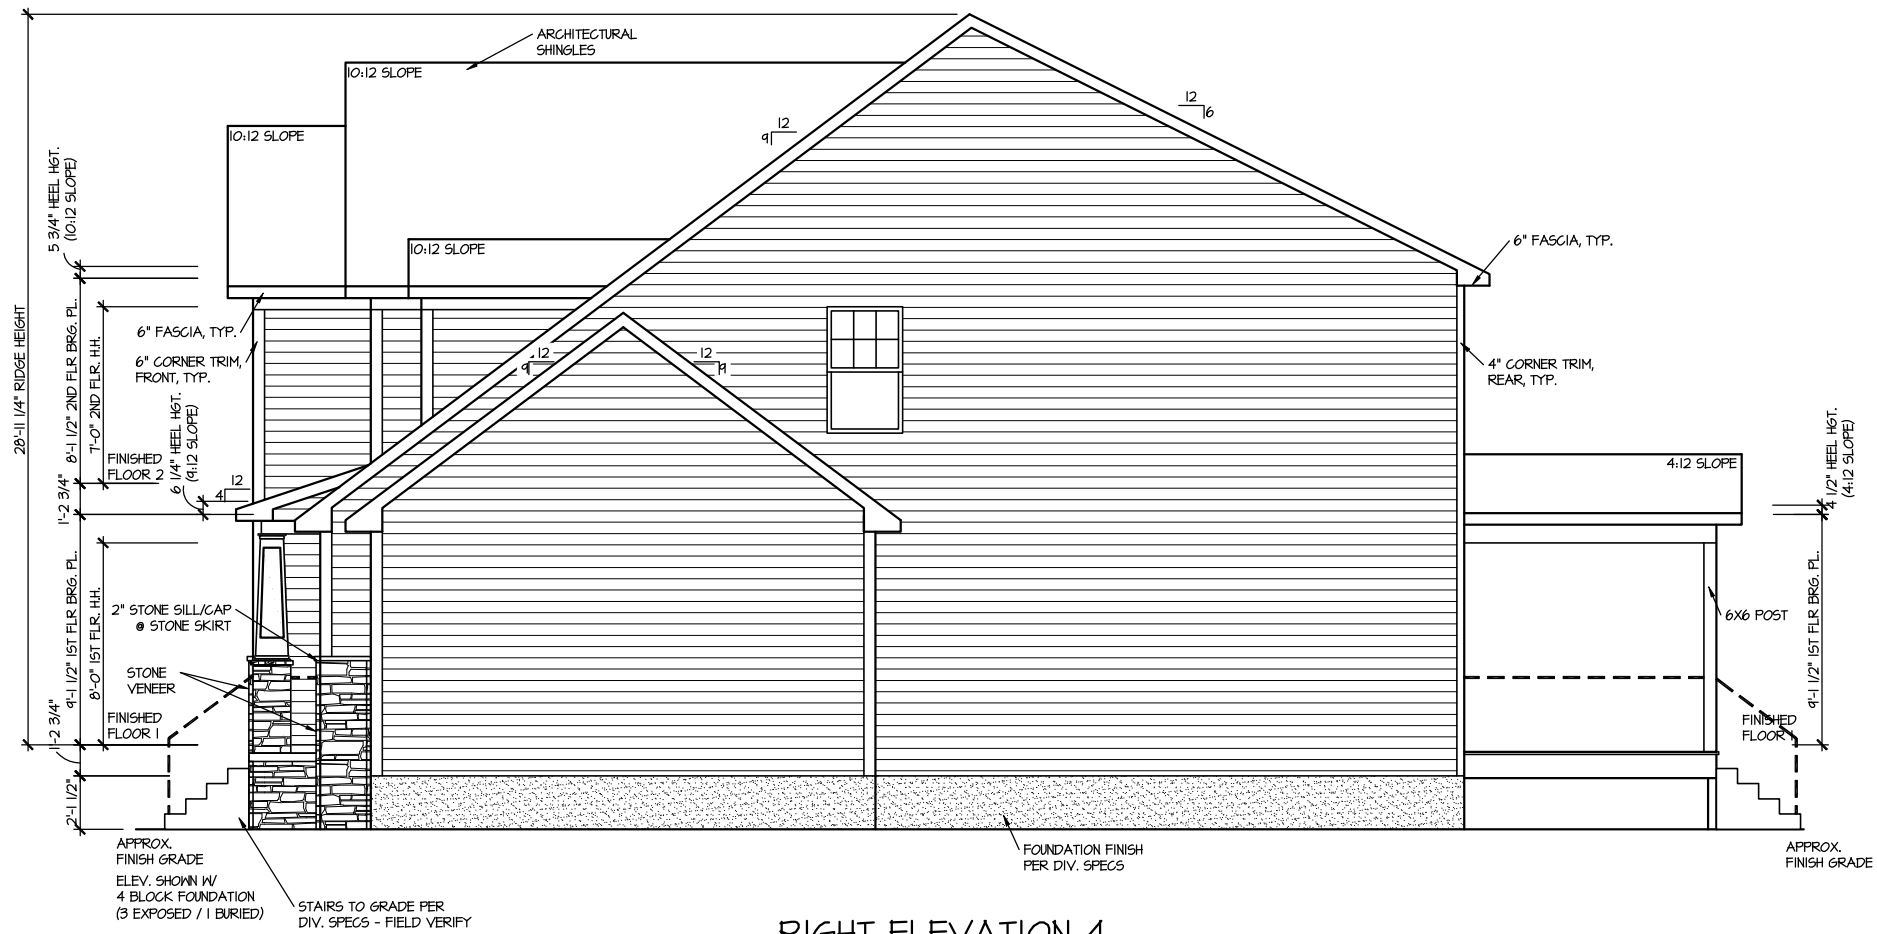 ARCHITECTURAL
SHINGLES
10:12 SLOPE
10:12 SLOPE
10:12 SLOPE
12
9
12
6
5 3/4" HEEL HGT.
(10:12 SLOPE)
28'-11 1/4" RIDGE HEIGHT
8'-1 1/2" 2ND FLR BRG. PL.
7'-0" 2ND FLR. H.H.
6" FASCIA, TYP.
6" CORNER TRIM,
FRONT, TYP.
6" FASCIA, TYP.
4" CORNER TRIM,
REAR, TYP.
12
9
12
9
FINISHED
FLOOR 2
6 1/4" HEEL HGT.
(9:12 SLOPE)
12
4
1'-2 3/4"
4:12 SLOPE
4 1/2" HEEL HGT.
(4:12 SLOPE)
9'-1 1/2" 1ST FLR BRG. PL.
8'-0" 1ST FLR. H.H.
2" STONE SILL/CAP
@ STONE SKIRT
STONE
VENEER
6X6 POST
9'-1 1/2" 1ST FLR BRG. PL.
FINISHED
FLOOR 1
FINISHED
FLOOR 1
1'-2 3/4"
2'-1 1/2"
APPROX.
FINISH GRADE
ELEV. SHOWN W/
4 BLOCK FOUNDATION
(3 EXPOSED / 1 BURIED)
STAIRS TO GRADE PER
DIV. SPECS - FIELD VERIFY
FOUNDATION FINISH
PER DIV. SPECS
APPROX.
FINISH GRADE
RIGHT ELEVATION 4